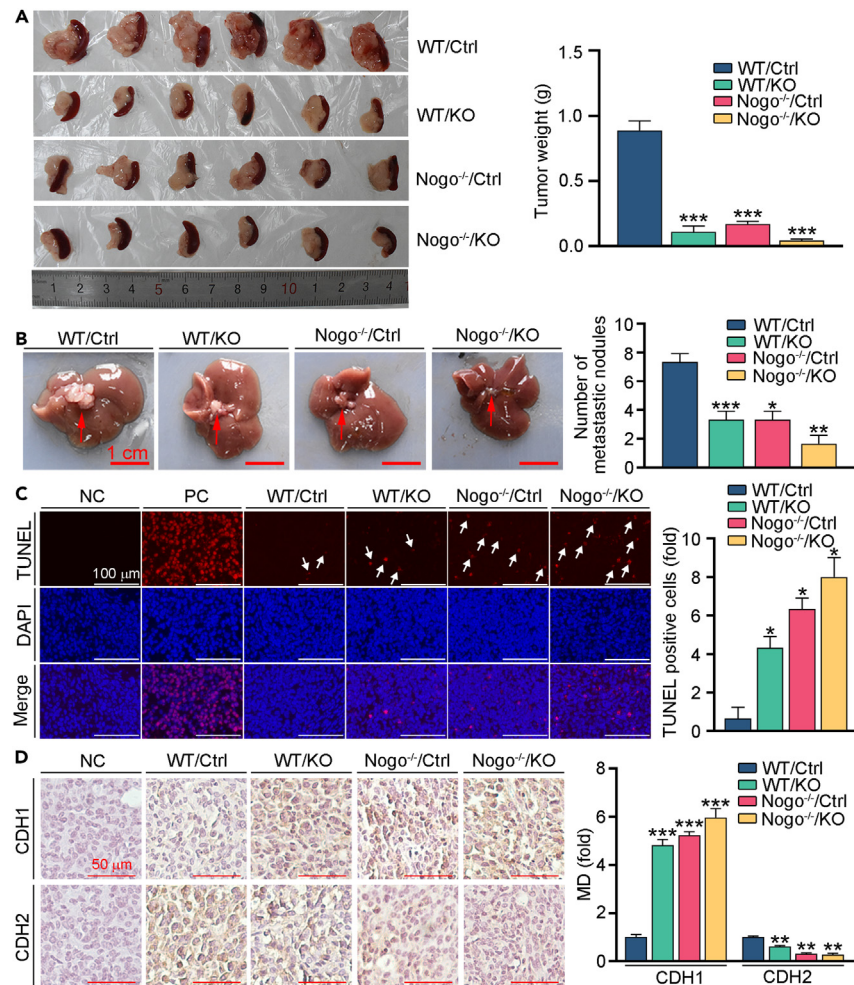 A
WT/Ctrl
WT/KO
Nogo⁻/⁻/Ctrl
Nogo⁻/⁻/KO
1 2 3 4 5 6 7 8 9 10 1 2 3 4
Tumor weight (g)
1.5
1.0
0.5
0.0
WT/Ctrl
WT/KO
Nogo⁻/⁻/Ctrl
Nogo⁻/⁻/KO
*** *** ***
B
WT/Ctrl WT/KO Nogo⁻/⁻/Ctrl Nogo⁻/⁻/KO
1 cm
Number of
metastastic nodules
10
8
6
4
2
0
WT/Ctrl
WT/KO
Nogo⁻/⁻/Ctrl
Nogo⁻/⁻/KO
*** * **
C
NC PC WT/Ctrl WT/KO Nogo⁻/⁻/Ctrl Nogo⁻/⁻/KO
TUNEL
100 μm
DAPI
Merge
TUNEL positive cells (fold)
10
8
6
4
2
0
WT/Ctrl
WT/KO
Nogo⁻/⁻/Ctrl
Nogo⁻/⁻/KO
* * *
D
NC WT/Ctrl WT/KO Nogo⁻/⁻/Ctrl Nogo⁻/⁻/KO
CDH1
50 μm
CDH2
MD (fold)
8
6
4
2
0
WT/Ctrl
WT/KO
Nogo⁻/⁻/Ctrl
Nogo⁻/⁻/KO
*** *** ***
** ** **
CDH1 CDH2